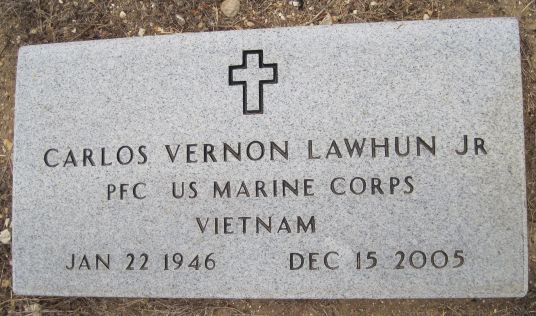 CARLOS VERNON LAWHUN JR
PFC US MARINE CORPS
VIETNAM
JAN 22 1946 DEC 15 2005